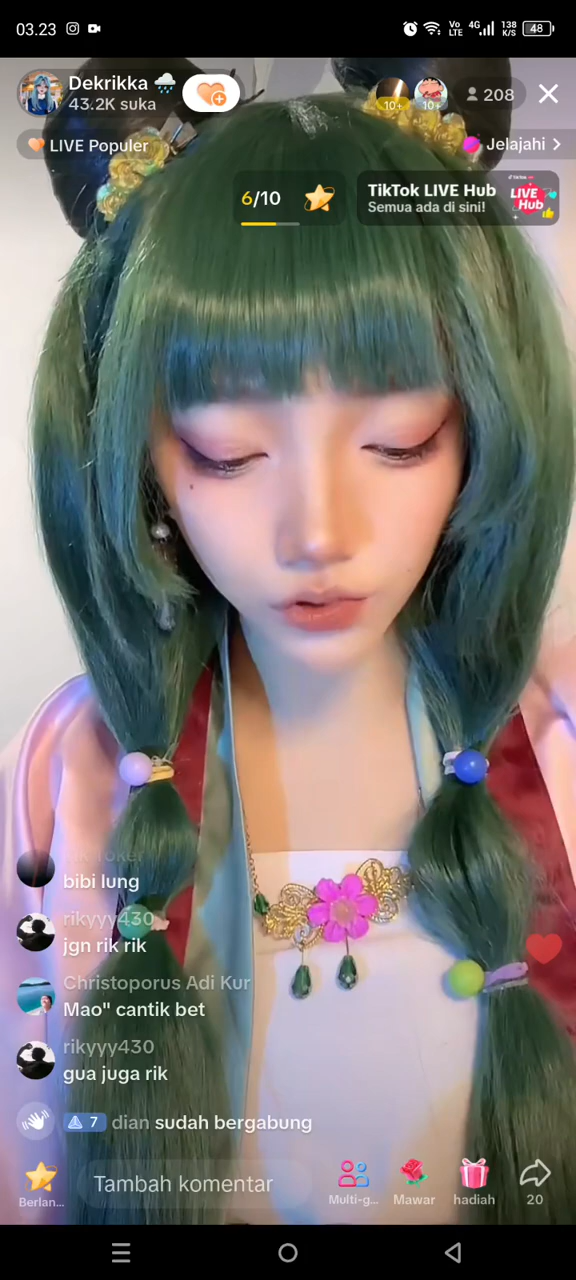 03.23
Vo LTE 4G 138 K/S 48
Dekrikka
43.2K suka
10+ 10+ 208
LIVE Populer
Jelajahi
6/10
TikTok LIVE Hub
Semua ada di sini!
LIVE Hub
bibi lung
rikyyy430
jgn rik rik
Christoporus Adi Kur
Mao" cantik bet
rikyyy430
gua juga rik
7 dian sudah bergabung
Tambah komentar
Berlan... Multi-g... Mawar hadiah 20